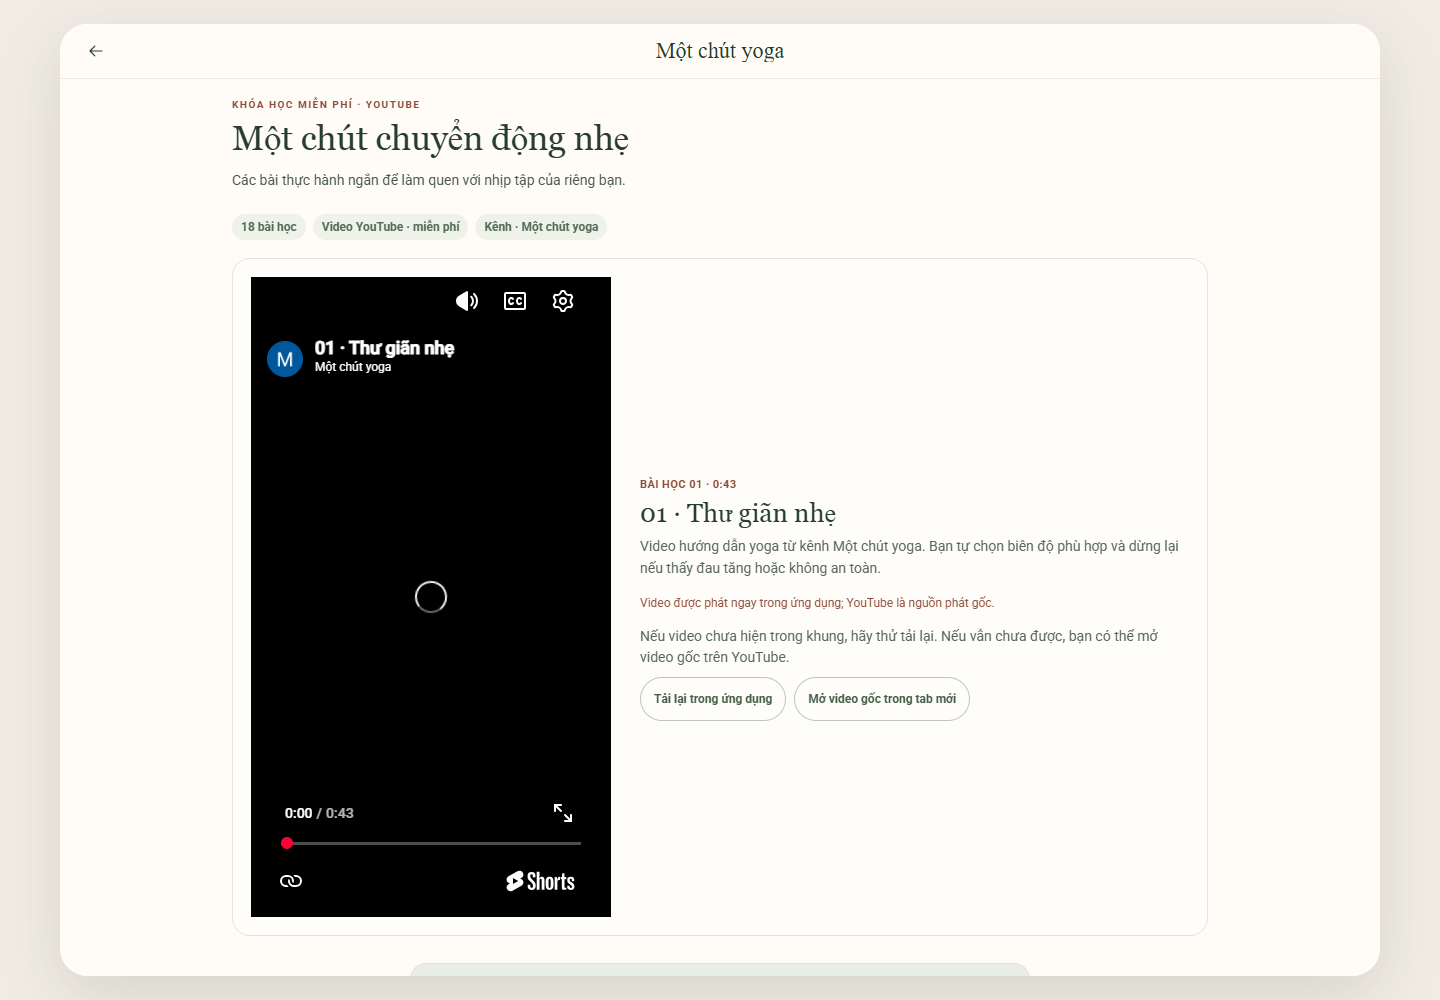 Một chút yoga
KHÓA HỌC MIỄN PHÍ · YOUTUBE
Một chút chuyển động nhẹ
Các bài thực hành ngắn để làm quen với nhịp tập của riêng bạn.
18 bài học
Video YouTube · miễn phí
Kênh · Một chút yoga
CC
M
01 · Thư giãn nhẹ
Một chút yoga
0:00 / 0:43
Shorts
BÀI HỌC 01 · 0:43
01 · Thư giãn nhẹ
Video hướng dẫn yoga từ kênh Một chút yoga. Bạn tự chọn biên độ phù hợp và dừng lại
nếu thấy đau tăng hoặc không an toàn.
Video được phát ngay trong ứng dụng; YouTube là nguồn phát gốc.
Nếu video chưa hiện trong khung, hãy thử tải lại. Nếu vẫn chưa được, bạn có thể mở
video gốc trên YouTube.
Tải lại trong ứng dụng
Mở video gốc trong tab mới